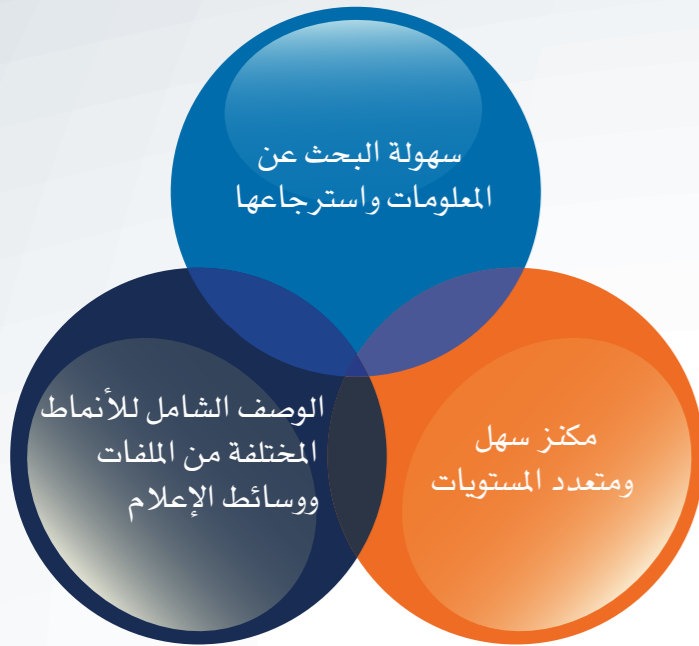 سهولة البحث عن
المعلومات واسترجاعها
الوصف الشامل للأنماط
المختلفة من الملفات
ووسائط الإعلام
مكنز سهل
ومتعدد المستويات